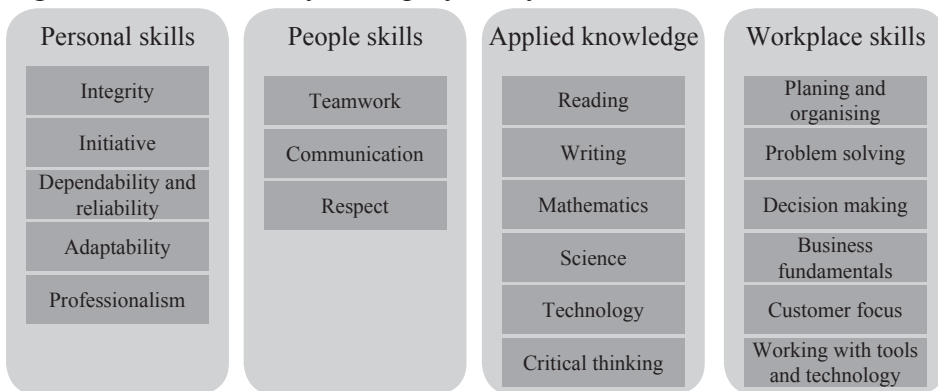 Personal skills
Integrity
Initiative
Dependability and
reliability
Adaptability
Professionalism
People skills
Teamwork
Communication
Respect
Applied knowledge
Reading
Writing
Mathematics
Science
Technology
Critical thinking
Workplace skills
Planing and
organising
Problem solving
Decision making
Business
fundamentals
Customer focus
Working with tools
and technology